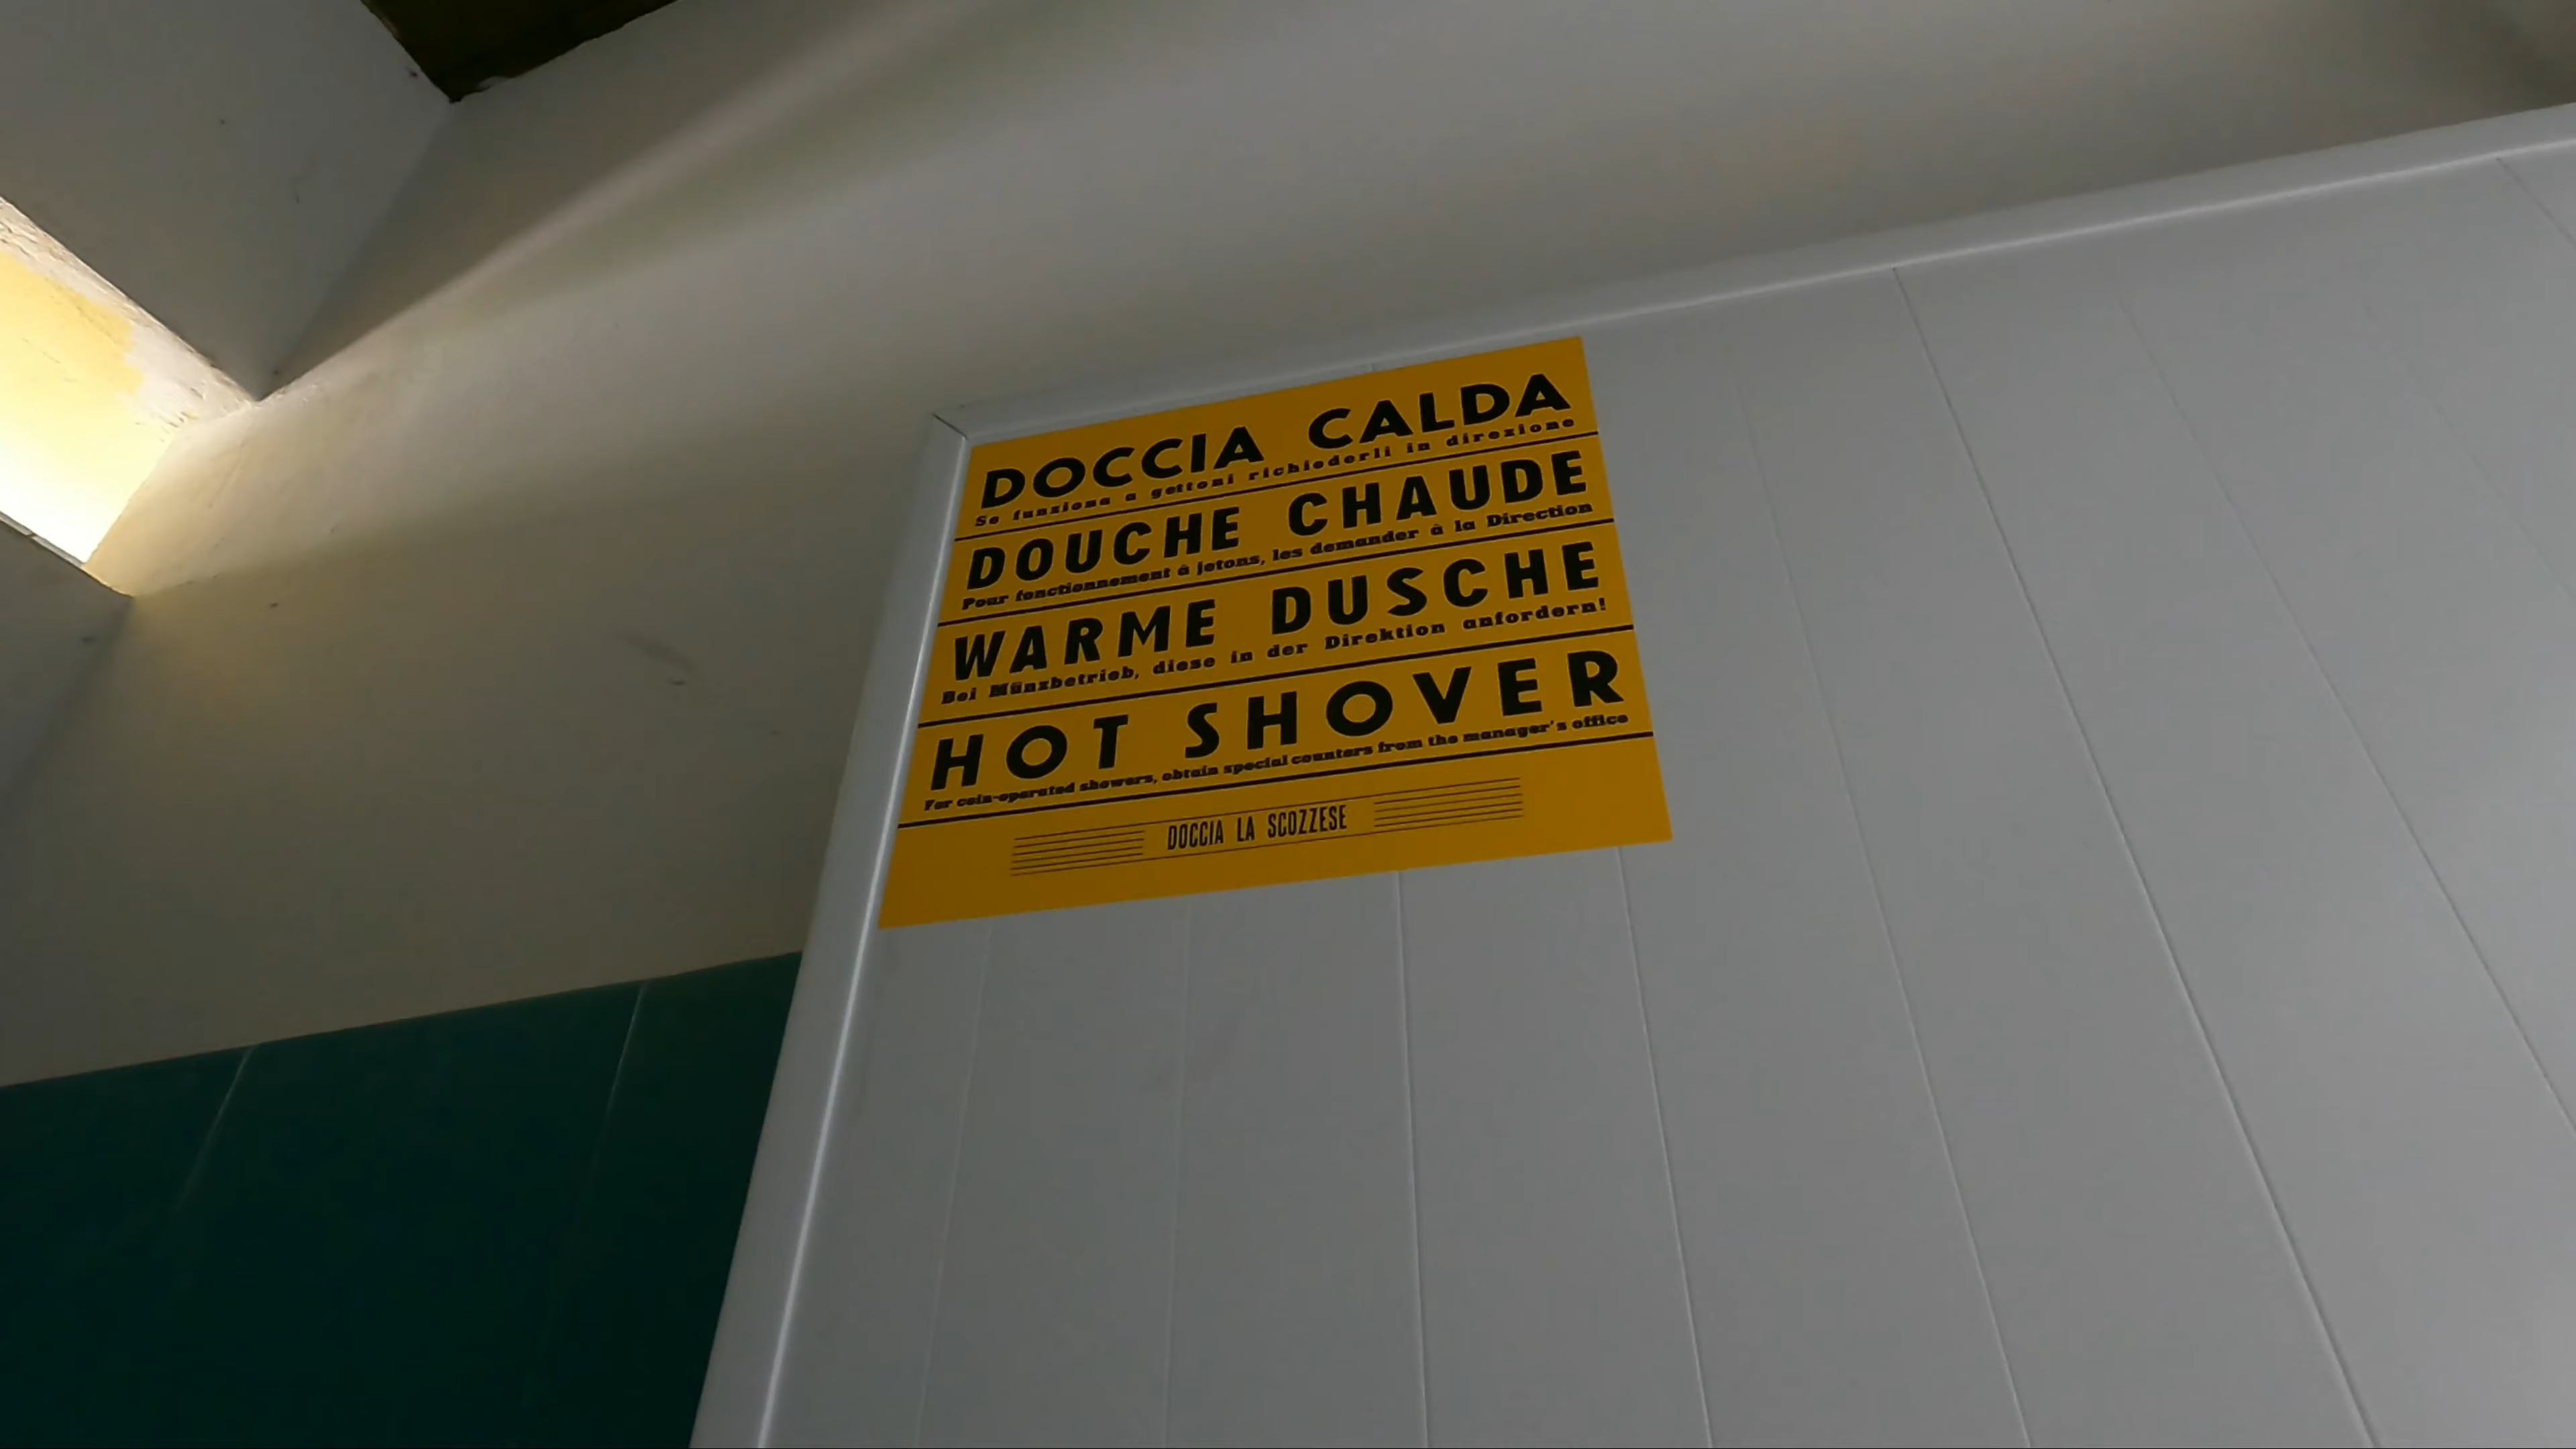 DOCCIA CALDA
Se funziona a gettoni richiederli in direzione
DOUCHE CHAUDE
Pour fonctionnement à jetons, les demander à la Direction
WARME DUSCHE
Bei Münzbetrieb, diese in der Direktion anfordern!
HOT SHOVER
For coin-operated showers, obtain special counters from the manager's office
DOCCIA LA SCOZZESE